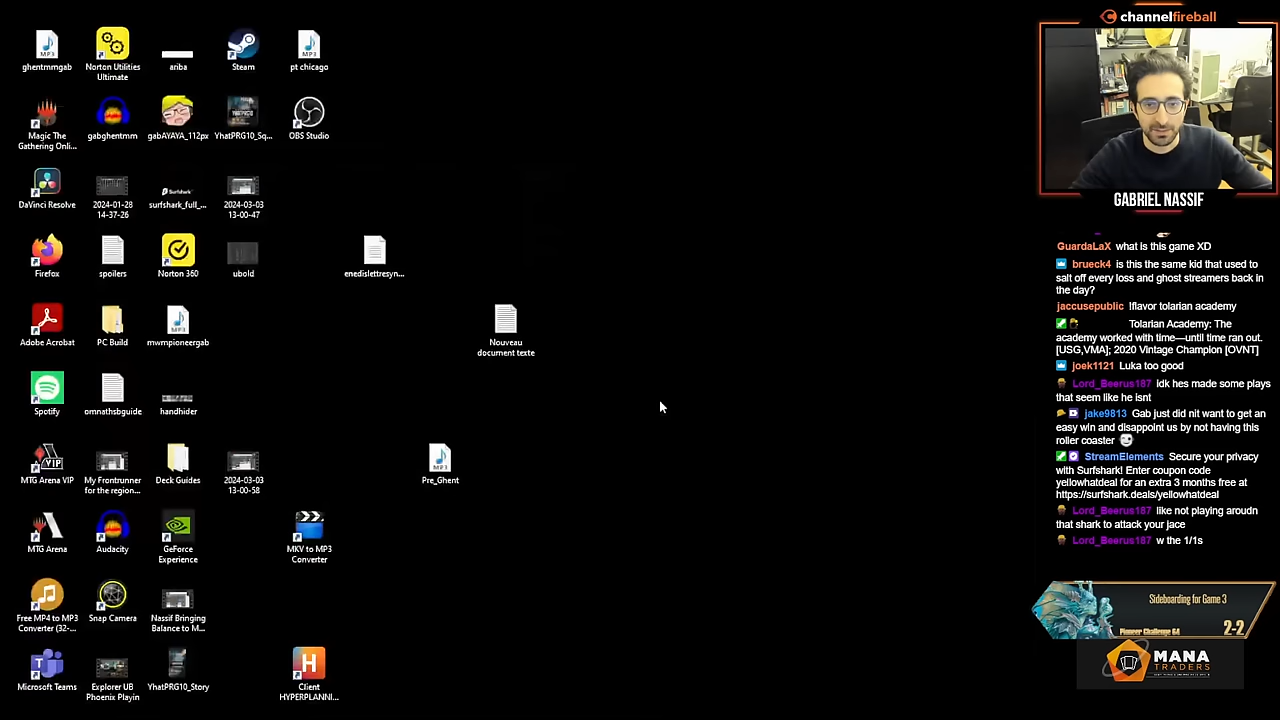 ghentmmgab
Norton Utilities
Ultimate
ariba
Steam
pt chicago
Magic The
Gathering Onli...
gabghentmm
gabAYAYA_112px
YhatPRG10_Sq...
OBS Studio
DaVinci Resolve
2024-01-28
14-37-26
surfshark_full_...
2024-03-03
13-00-47
Firefox
spoilers
Norton 360
ubold
enedislettresyn...
Adobe Acrobat
PC Build
mwmpioneergab
Nouveau
document texte
Spotify
omnathsbguide
handhider
MTG Arena VIP
My Frontrunner
for the region...
Deck Guides
2024-03-03
13-00-58
Pre_Ghent
MTG Arena
Audacity
GeForce
Experience
MKV to MP3
Converter
Free MP4 to MP3
Converter (32-...
Snap Camera
Nassif Bringing
Balance to M...
Microsoft Teams
Explorer UB
Phoenix Playin
YhatPRG10_Story
Client
HYPERPLANNI...
channelfireball
GABRIEL NASSIF
GuardaLaX what is this game XD
brueck4 is this the same kid that used to
salt off every loss and ghost streamers back in
the day?
jaccusepublic !flavor tolarian academy
Tolarian Academy: The
academy worked with time—until time ran out.
[USG,VMA]; 2020 Vintage Champion [OVNT]
joek1121 Luka too good
Lord_Beerus187 Idk hes made some plays
that seem like he isnt
jake9813 Gab just did nit want to get an
easy win and disappoint us by not having this
roller coaster
StreamElements Secure your privacy
with Surfshark! Enter coupon code
yellowhatdeal for an extra 3 months free at
https://surfshark.deals/yellowhatdeal
Lord_Beerus187 like not playing aroudn
that shark to attack your jace
Lord_Beerus187 w the 1/1s
Sideboarding for Game 3
Pioneer Challenge 64
2-2
MANA
TRADERS